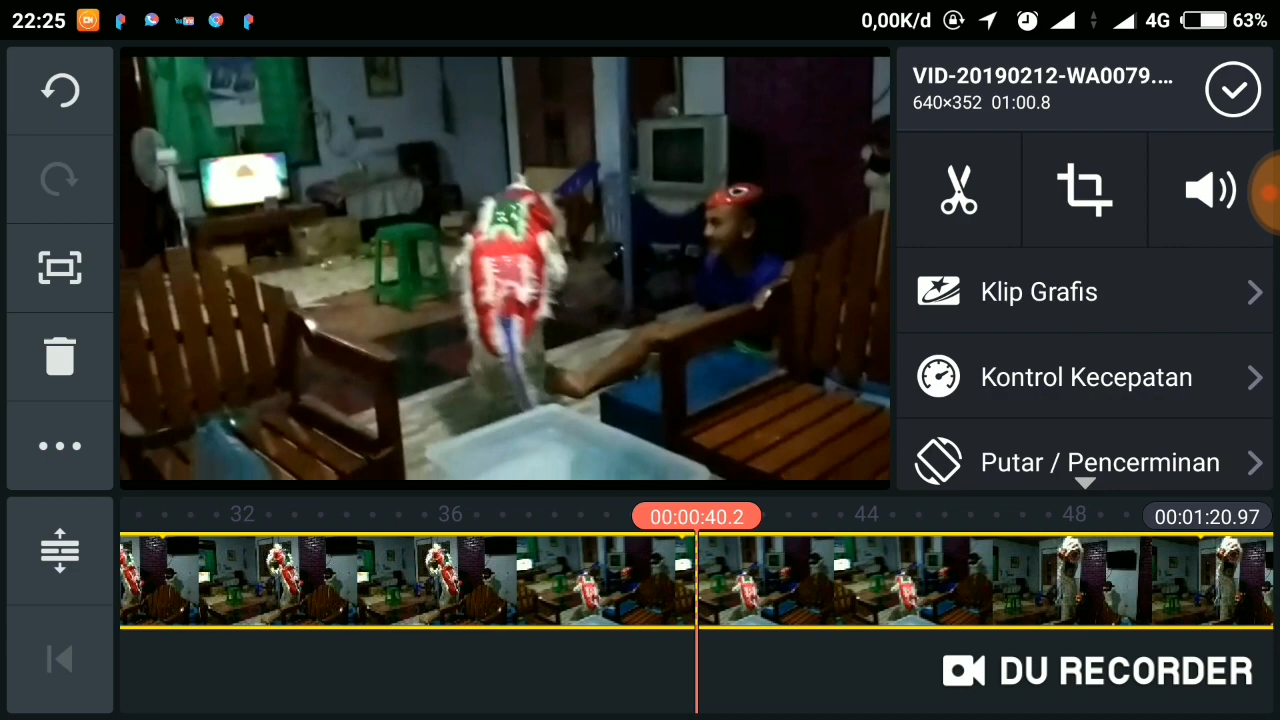 22:25
0,00K/d
4G
63%
VID-20190212-WA0079....
640×352 01:00.8
Klip Grafis
Kontrol Kecepatan
Putar / Pencerminan
32
36
00:00:40.2
44
48
00:01:20.97
DU RECORDER